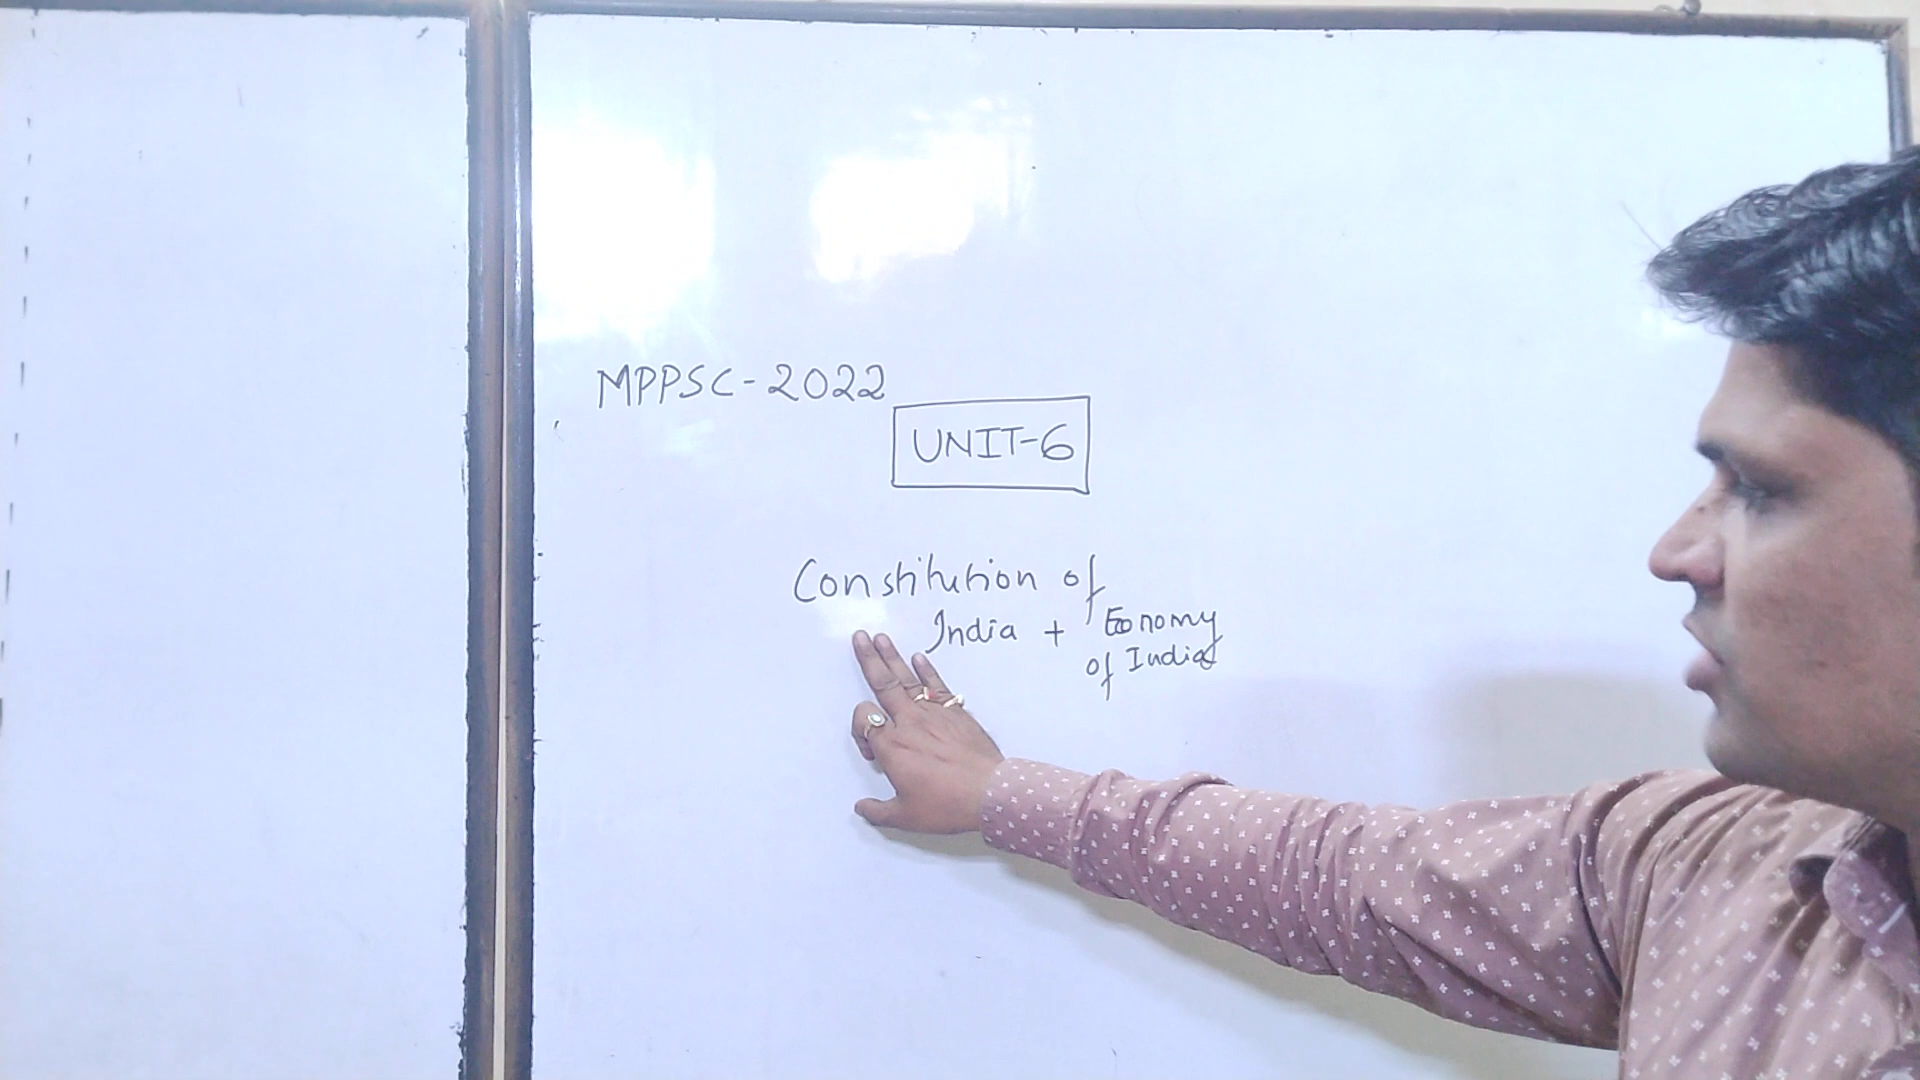 MPPSC-2022
UNIT-6
Constitution of
India + Economy
of India